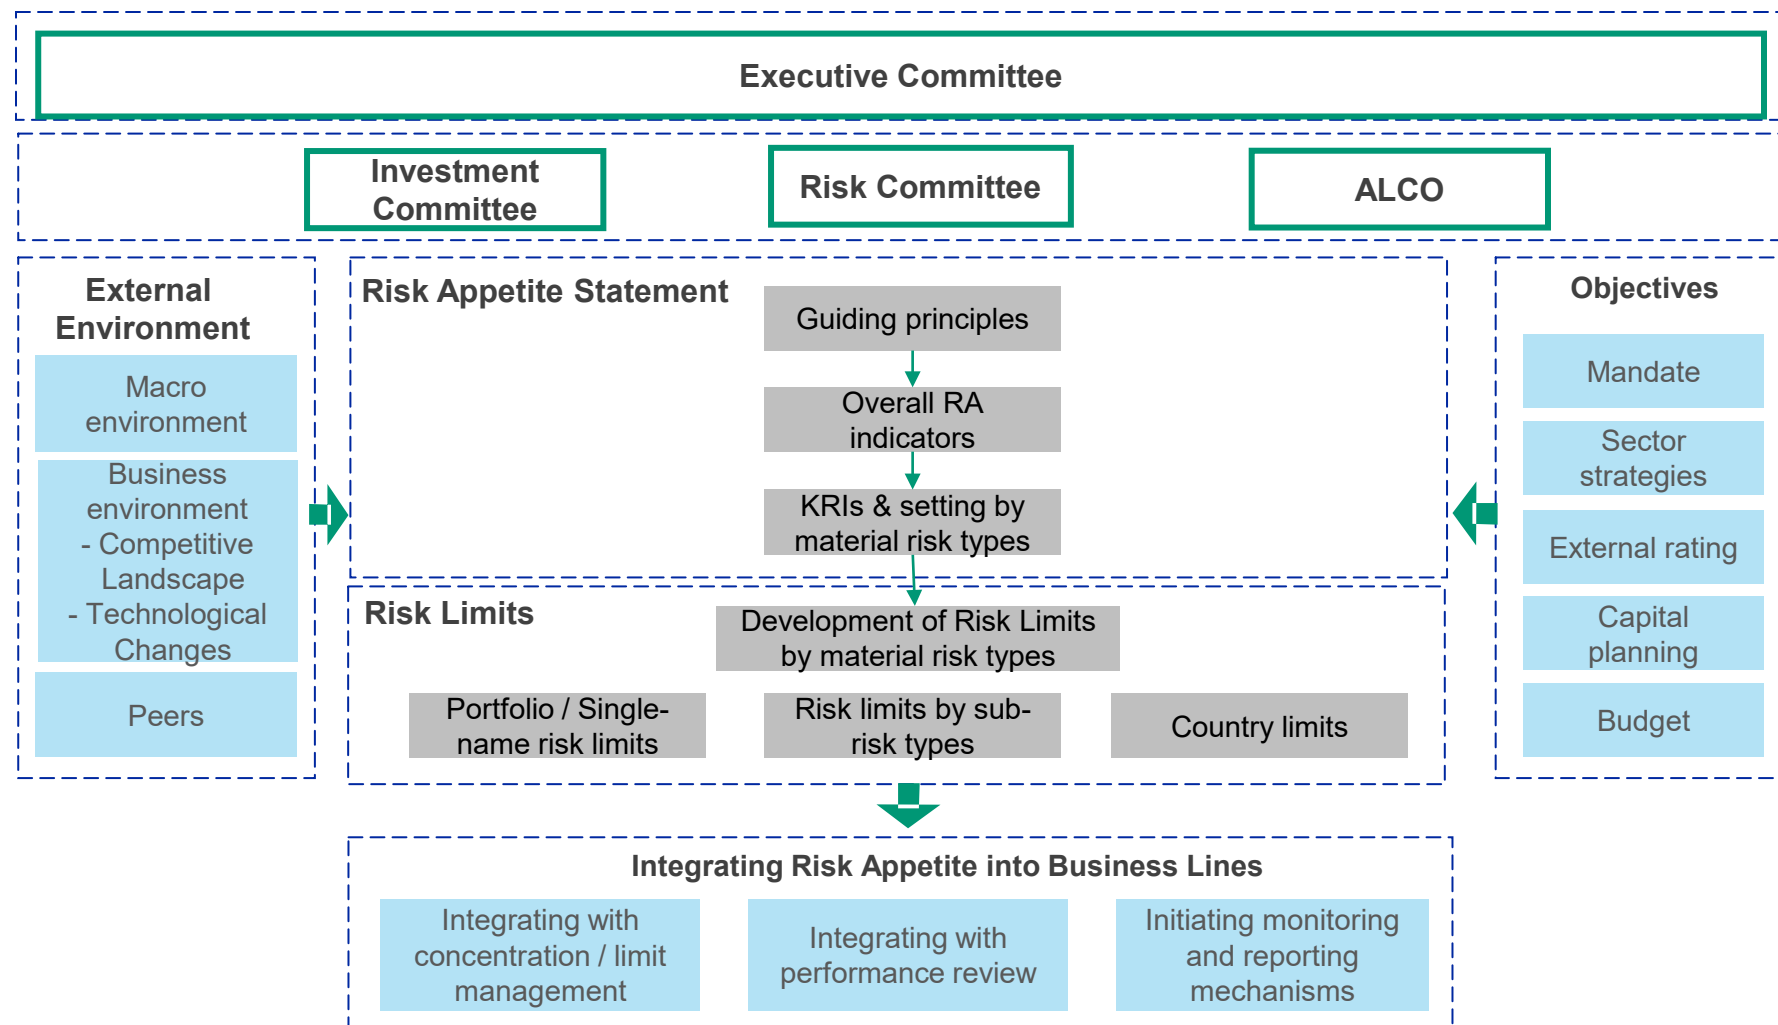 Executive Committee
Investment
Committee
Risk Committee
ALCO
External
Environment
Macro
environment
Business
environment
- Competitive
Landscape
- Technological
Changes
Peers
Risk Appetite Statement
Guiding principles
Overall RA
indicators
KRIs & setting by
material risk types
Risk Limits
Development of Risk Limits
by material risk types
Portfolio / Single-
name risk limits
Risk limits by sub-
risk types
Country limits
Objectives
Mandate
Sector
strategies
External rating
Capital
planning
Budget
Integrating Risk Appetite into Business Lines
Integrating with
concentration / limit
management
Integrating with
performance review
Initiating monitoring
and reporting
mechanisms